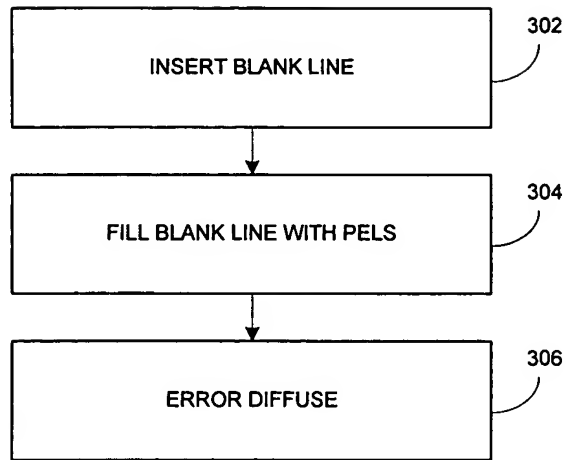 302
INSERT BLANK LINE
304
FILL BLANK LINE WITH PELS
306
ERROR DIFFUSE